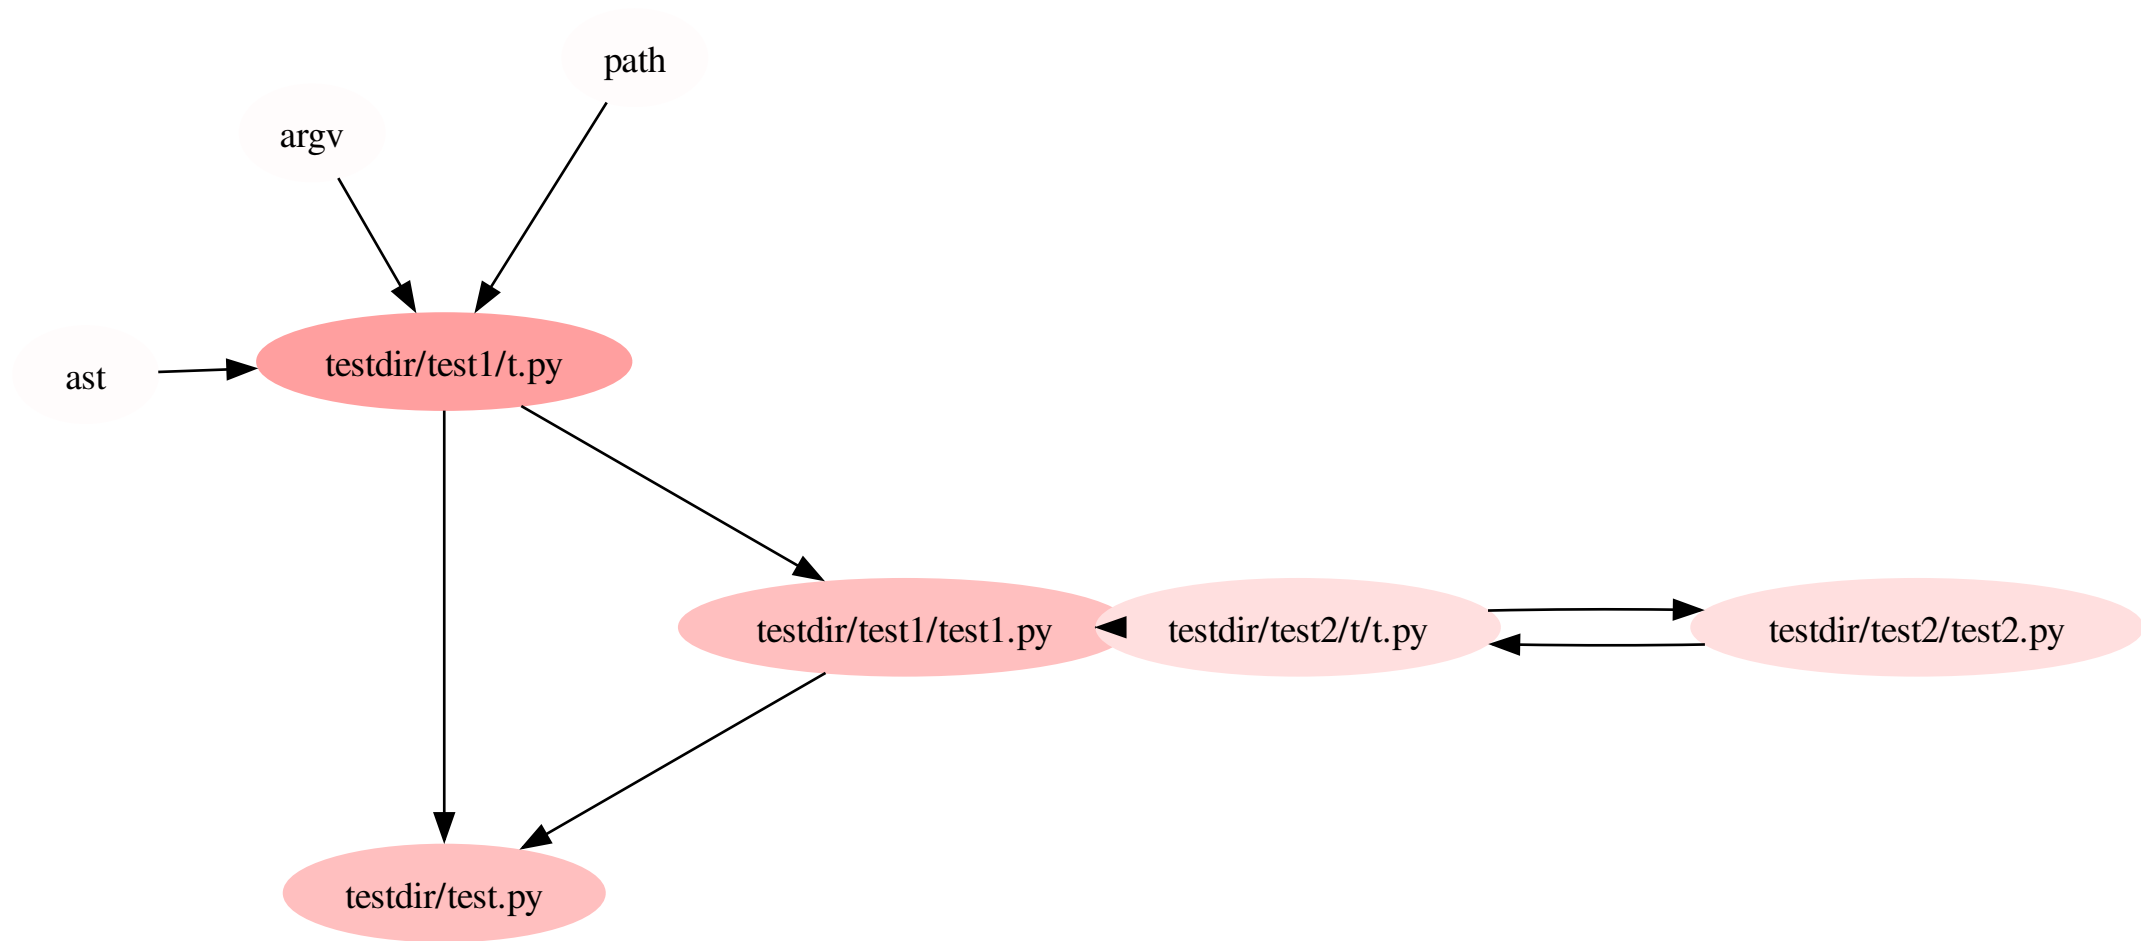 path
argv
testdir/test1/t.py
ast
testdir/test1/test1.py
testdir/test2/t/t.py
testdir/test2/test2.py
testdir/test.py